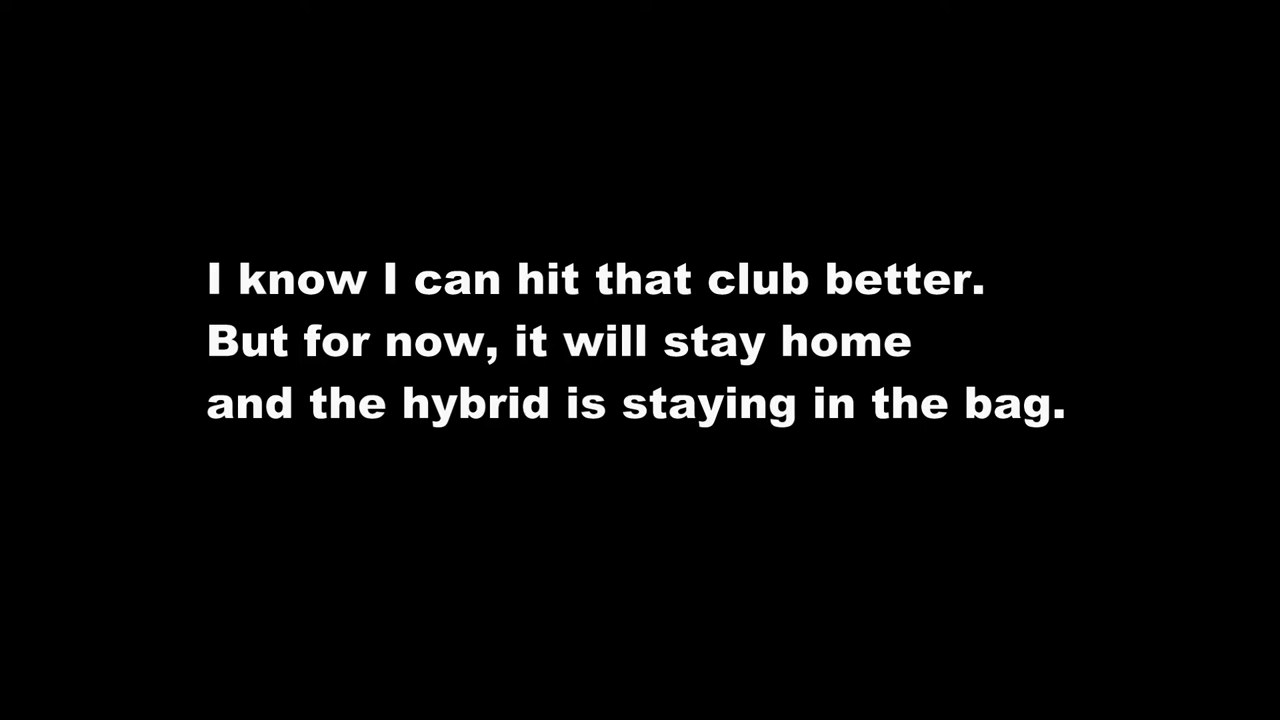 I know I can hit that club better.
But for now, it will stay home
and the hybrid is staying in the bag.